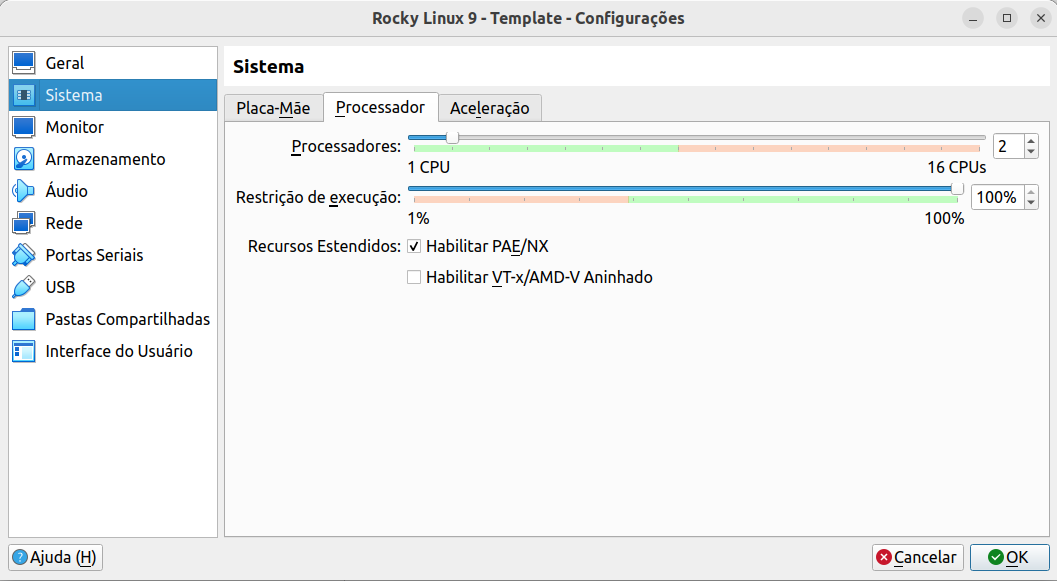 Rocky Linux 9 - Template - Configurações
Geral
Sistema
Monitor
Armazenamento
Áudio
Rede
Portas Seriais
USB
Pastas Compartilhadas
Interface do Usuário
Sistema
Placa-Mãe Processador Aceleração
Processadores: 2
1 CPU 16 CPUs
Restrição de execução: 100%
1% 100%
Recursos Estendidos: Habilitar PAE/NX
Habilitar VT-x/AMD-V Aninhado
Ajuda (H) Cancelar OK